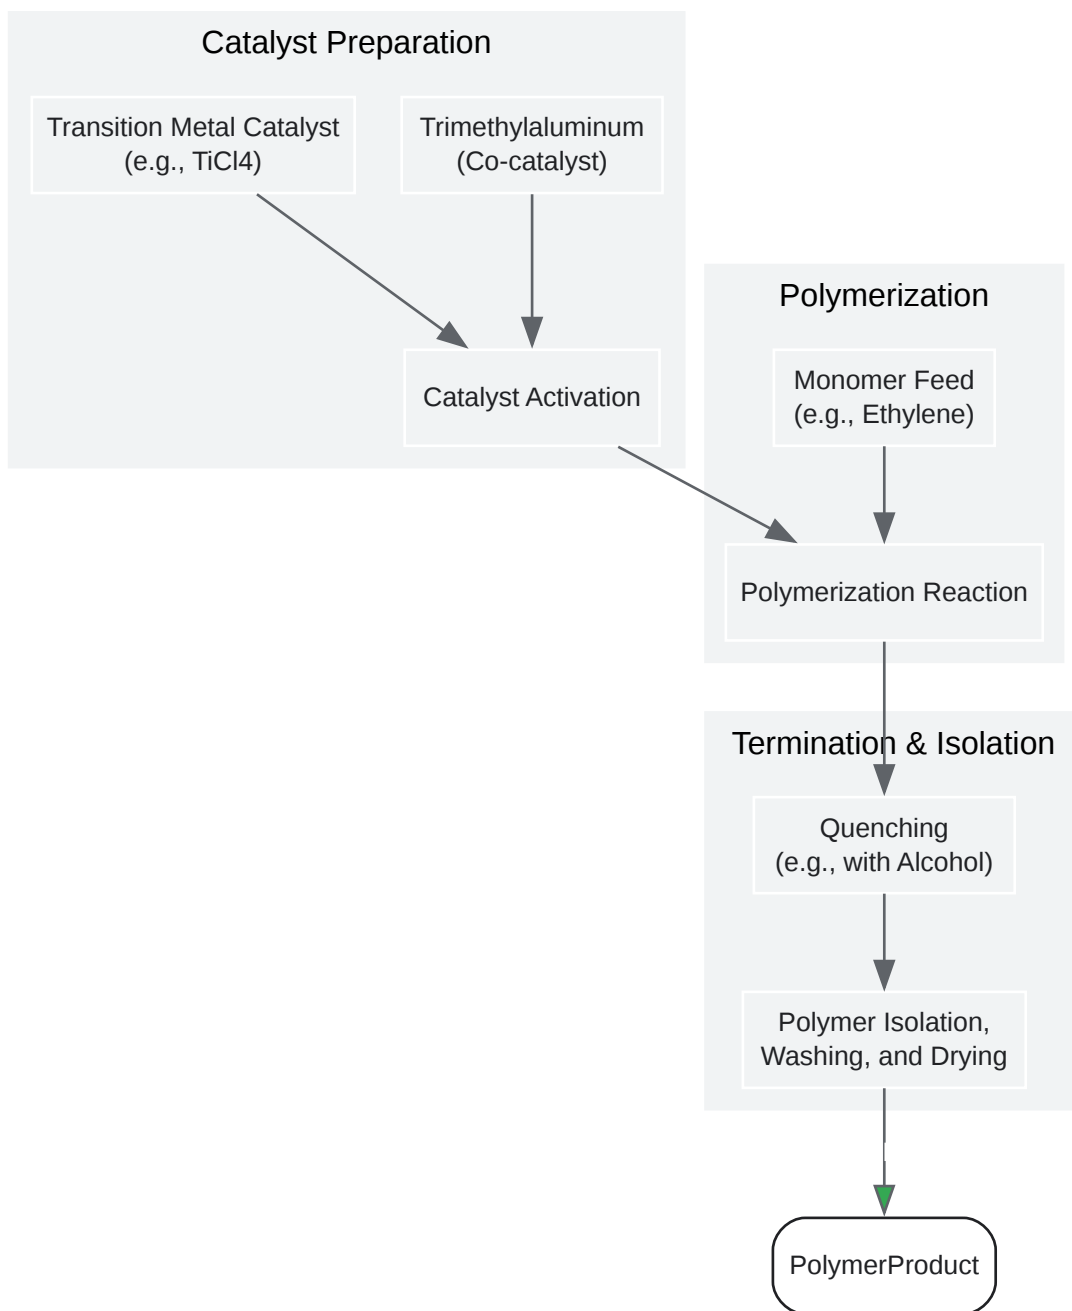 Catalyst Preparation
Transition Metal Catalyst
(e.g., TiCl4)
Trimethylaluminum
(Co-catalyst)
Catalyst Activation
Polymerization
Monomer Feed
(e.g., Ethylene)
Polymerization Reaction
Termination & Isolation
Quenching
(e.g., with Alcohol)
Polymer Isolation,
Washing, and Drying
PolymerProduct